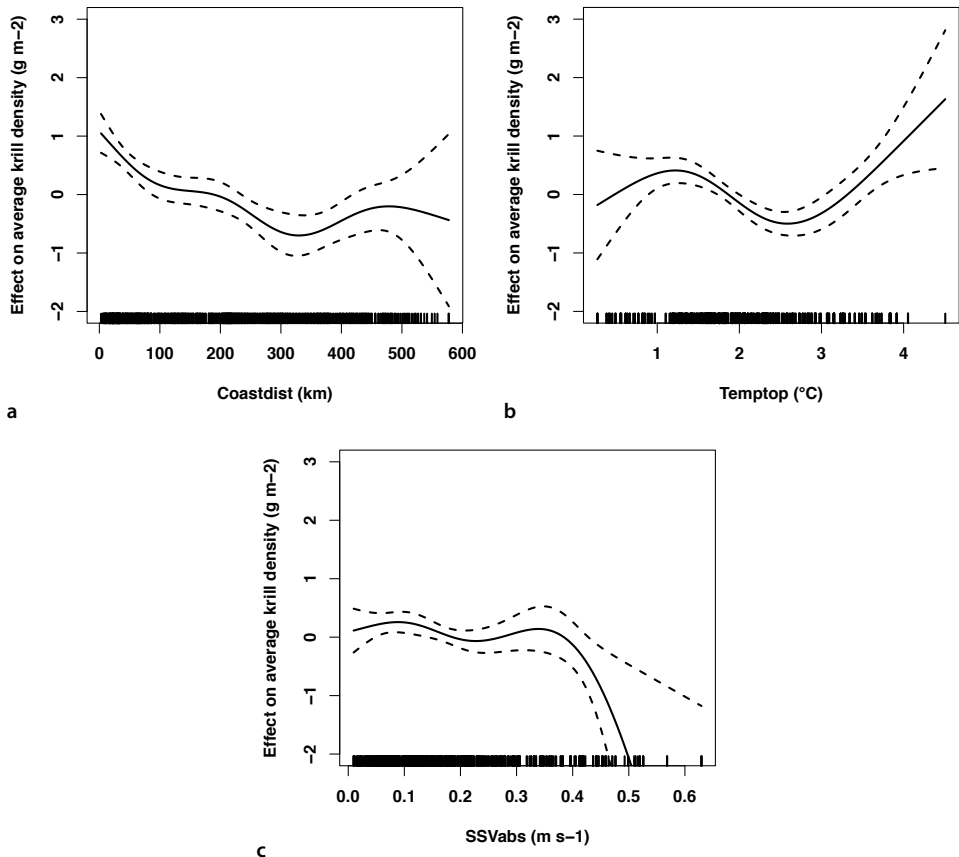 Effect on average krill density (g m−2)
3
2
1
0
−1
−2
0 100 200 300 400 500 600
Coastdist (km)
a
Effect on average krill density (g m−2)
3
2
1
0
−1
−2
1 2 3 4
Temptop (°C)
b
Effect on average krill density (g m−2)
3
2
1
0
−1
−2
0.0 0.1 0.2 0.3 0.4 0.5 0.6
SSVabs (m s−1)
c